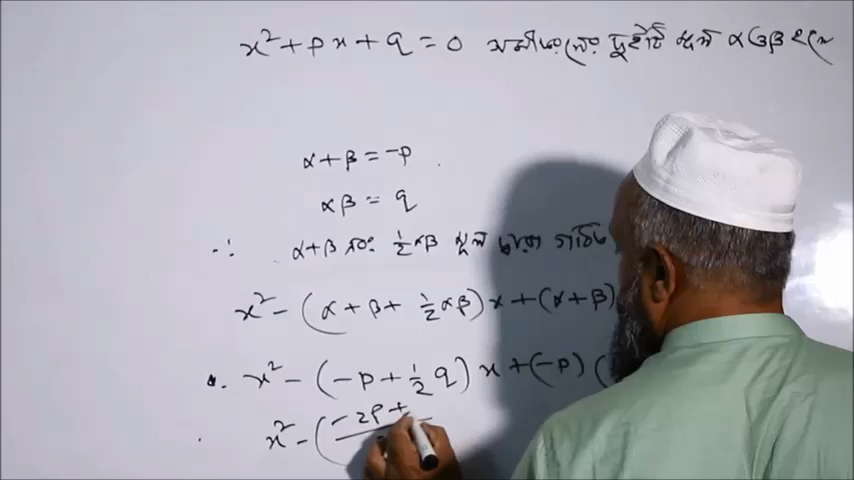 x² + px + q = 0 সমীকরণের দুইটি মূল α ও β হলে
α + β = -p
αβ = q
∴ α + β এবং ½αβ মূল দ্বারা গঠিত
x² - (α + β + ½αβ)x + (α + β)
x² - (-p + ½q)x + (-p) (
x² - (-2p +